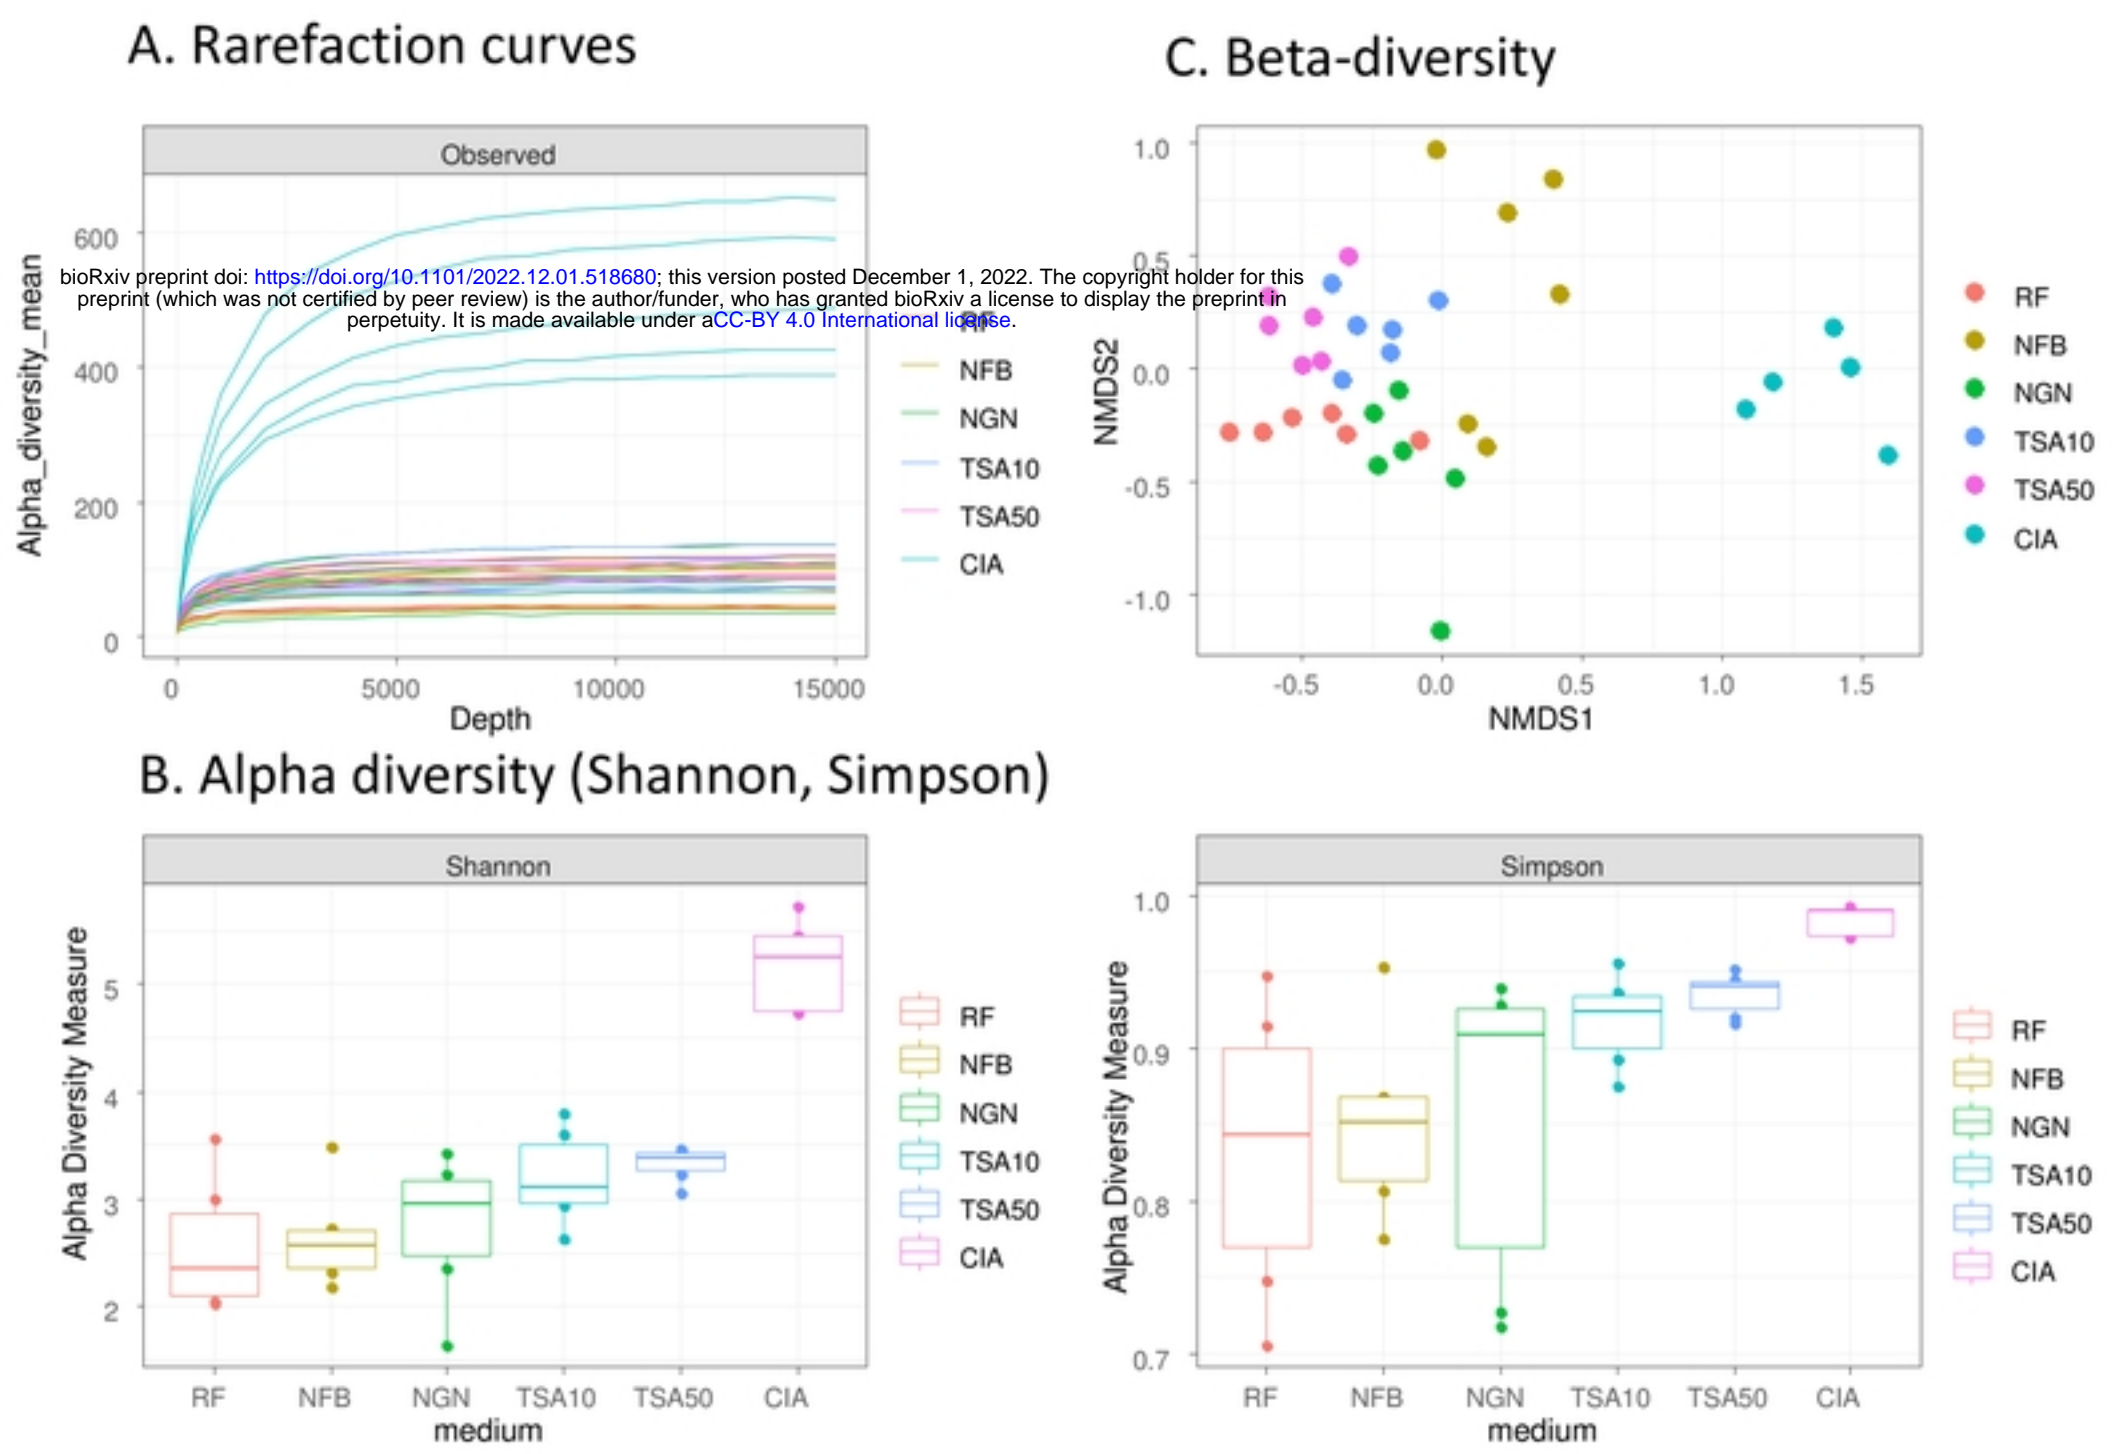 A. Rarefaction curves
Observed
Alpha_diversity_mean
600
400
200
0
0 5000 10000 15000
Depth
RF
NFB
NGN
TSA10
TSA50
CIA
bioRxiv preprint doi: https://doi.org/10.1101/2022.12.01.518680; this version posted December 1, 2022. The copyright holder for this
preprint (which was not certified by peer review) is the author/funder, who has granted bioRxiv a license to display the preprint in
perpetuity. It is made available under aCC-BY 4.0 International license.
C. Beta-diversity
NMDS2
1.0
0.5
0.0
-0.5
-1.0
-0.5 0.0 0.5 1.0 1.5
NMDS1
RF
NFB
NGN
TSA10
TSA50
CIA
B. Alpha diversity (Shannon, Simpson)
Shannon
Alpha Diversity Measure
5
4
3
2
RF NFB NGN TSA10 TSA50 CIA
medium
RF
NFB
NGN
TSA10
TSA50
CIA
Simpson
Alpha Diversity Measure
1.0
0.9
0.8
0.7
RF NFB NGN TSA10 TSA50 CIA
medium
RF
NFB
NGN
TSA10
TSA50
CIA